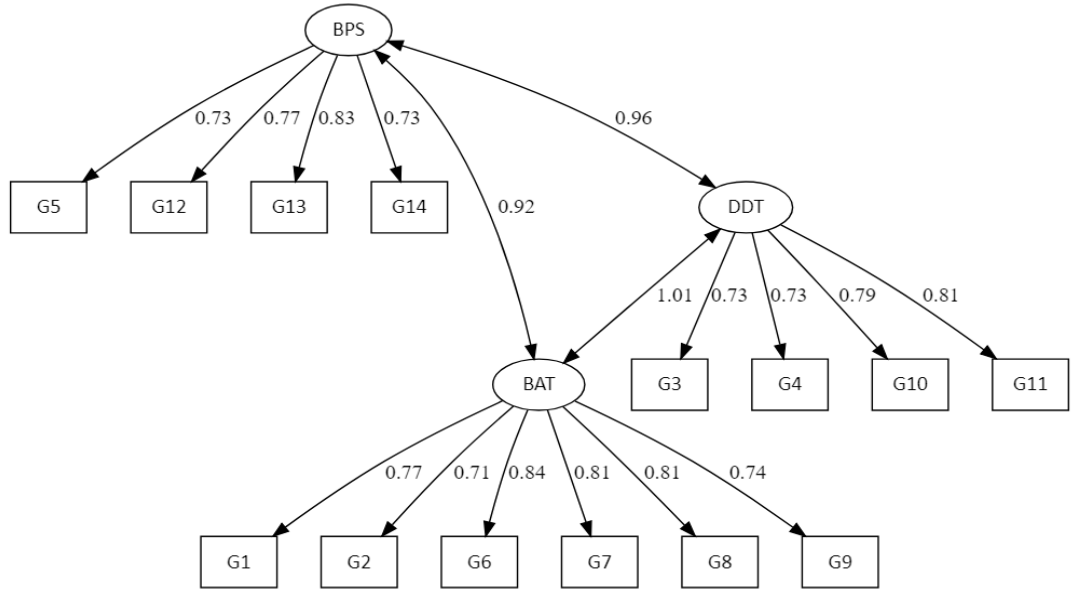 BPS
0.73 0.77 0.83 0.73 0.96
G5 G12 G13 G14 0.92 DDT
1.01 0.73 0.73 0.79 0.81
BAT G3 G4 G10 G11
0.77 0.71 0.84 0.81 0.81 0.74
G1 G2 G6 G7 G8 G9